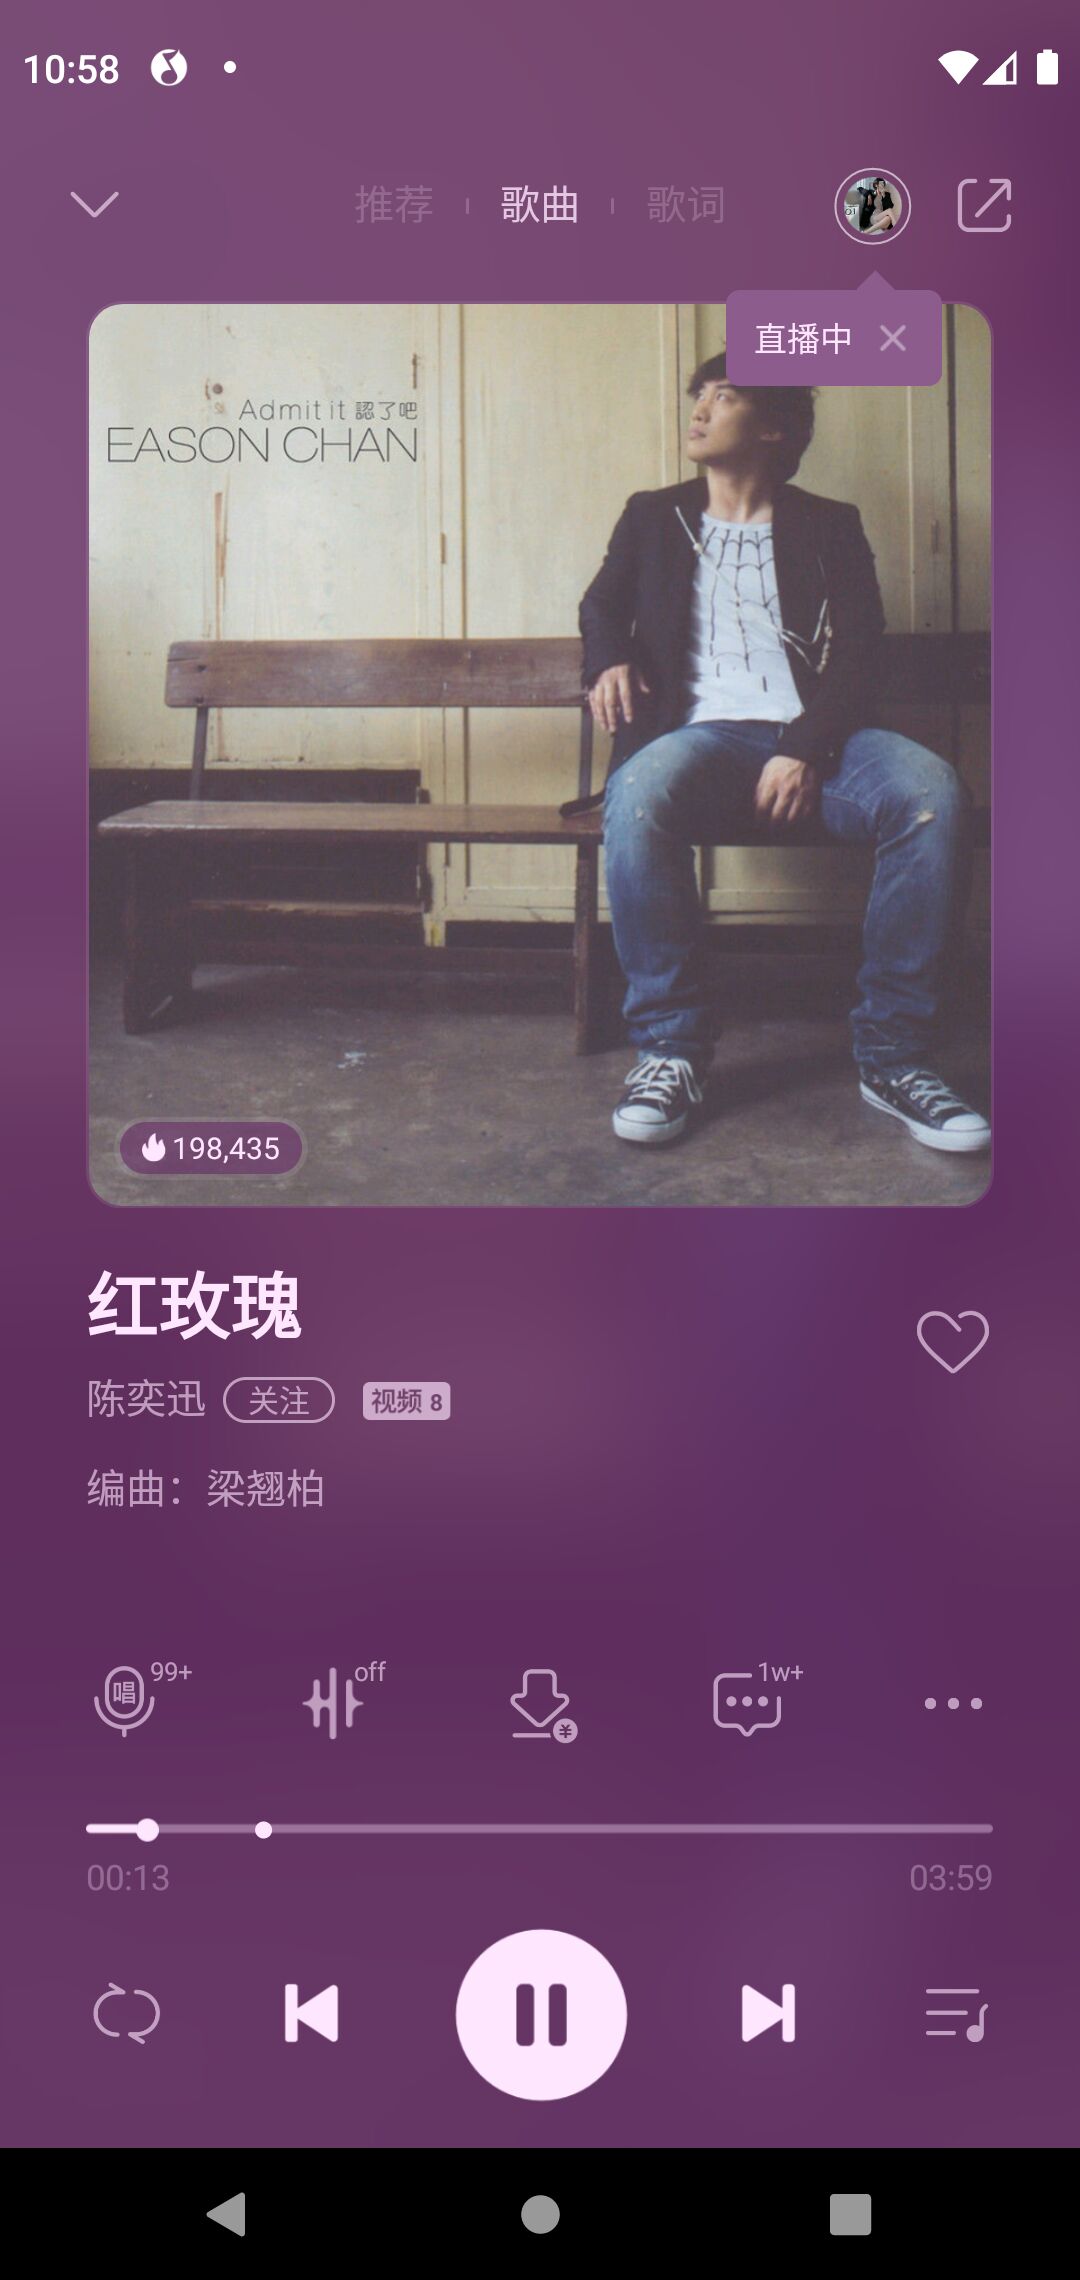 10:58
推荐 歌曲 歌词
直播中
Admit it 認了吧
EASON CHAN
198,435
红玫瑰
陈奕迅 关注 视频 8
编曲：梁翘柏
唱 99+ off ¥ 1w+
00:13 03:59